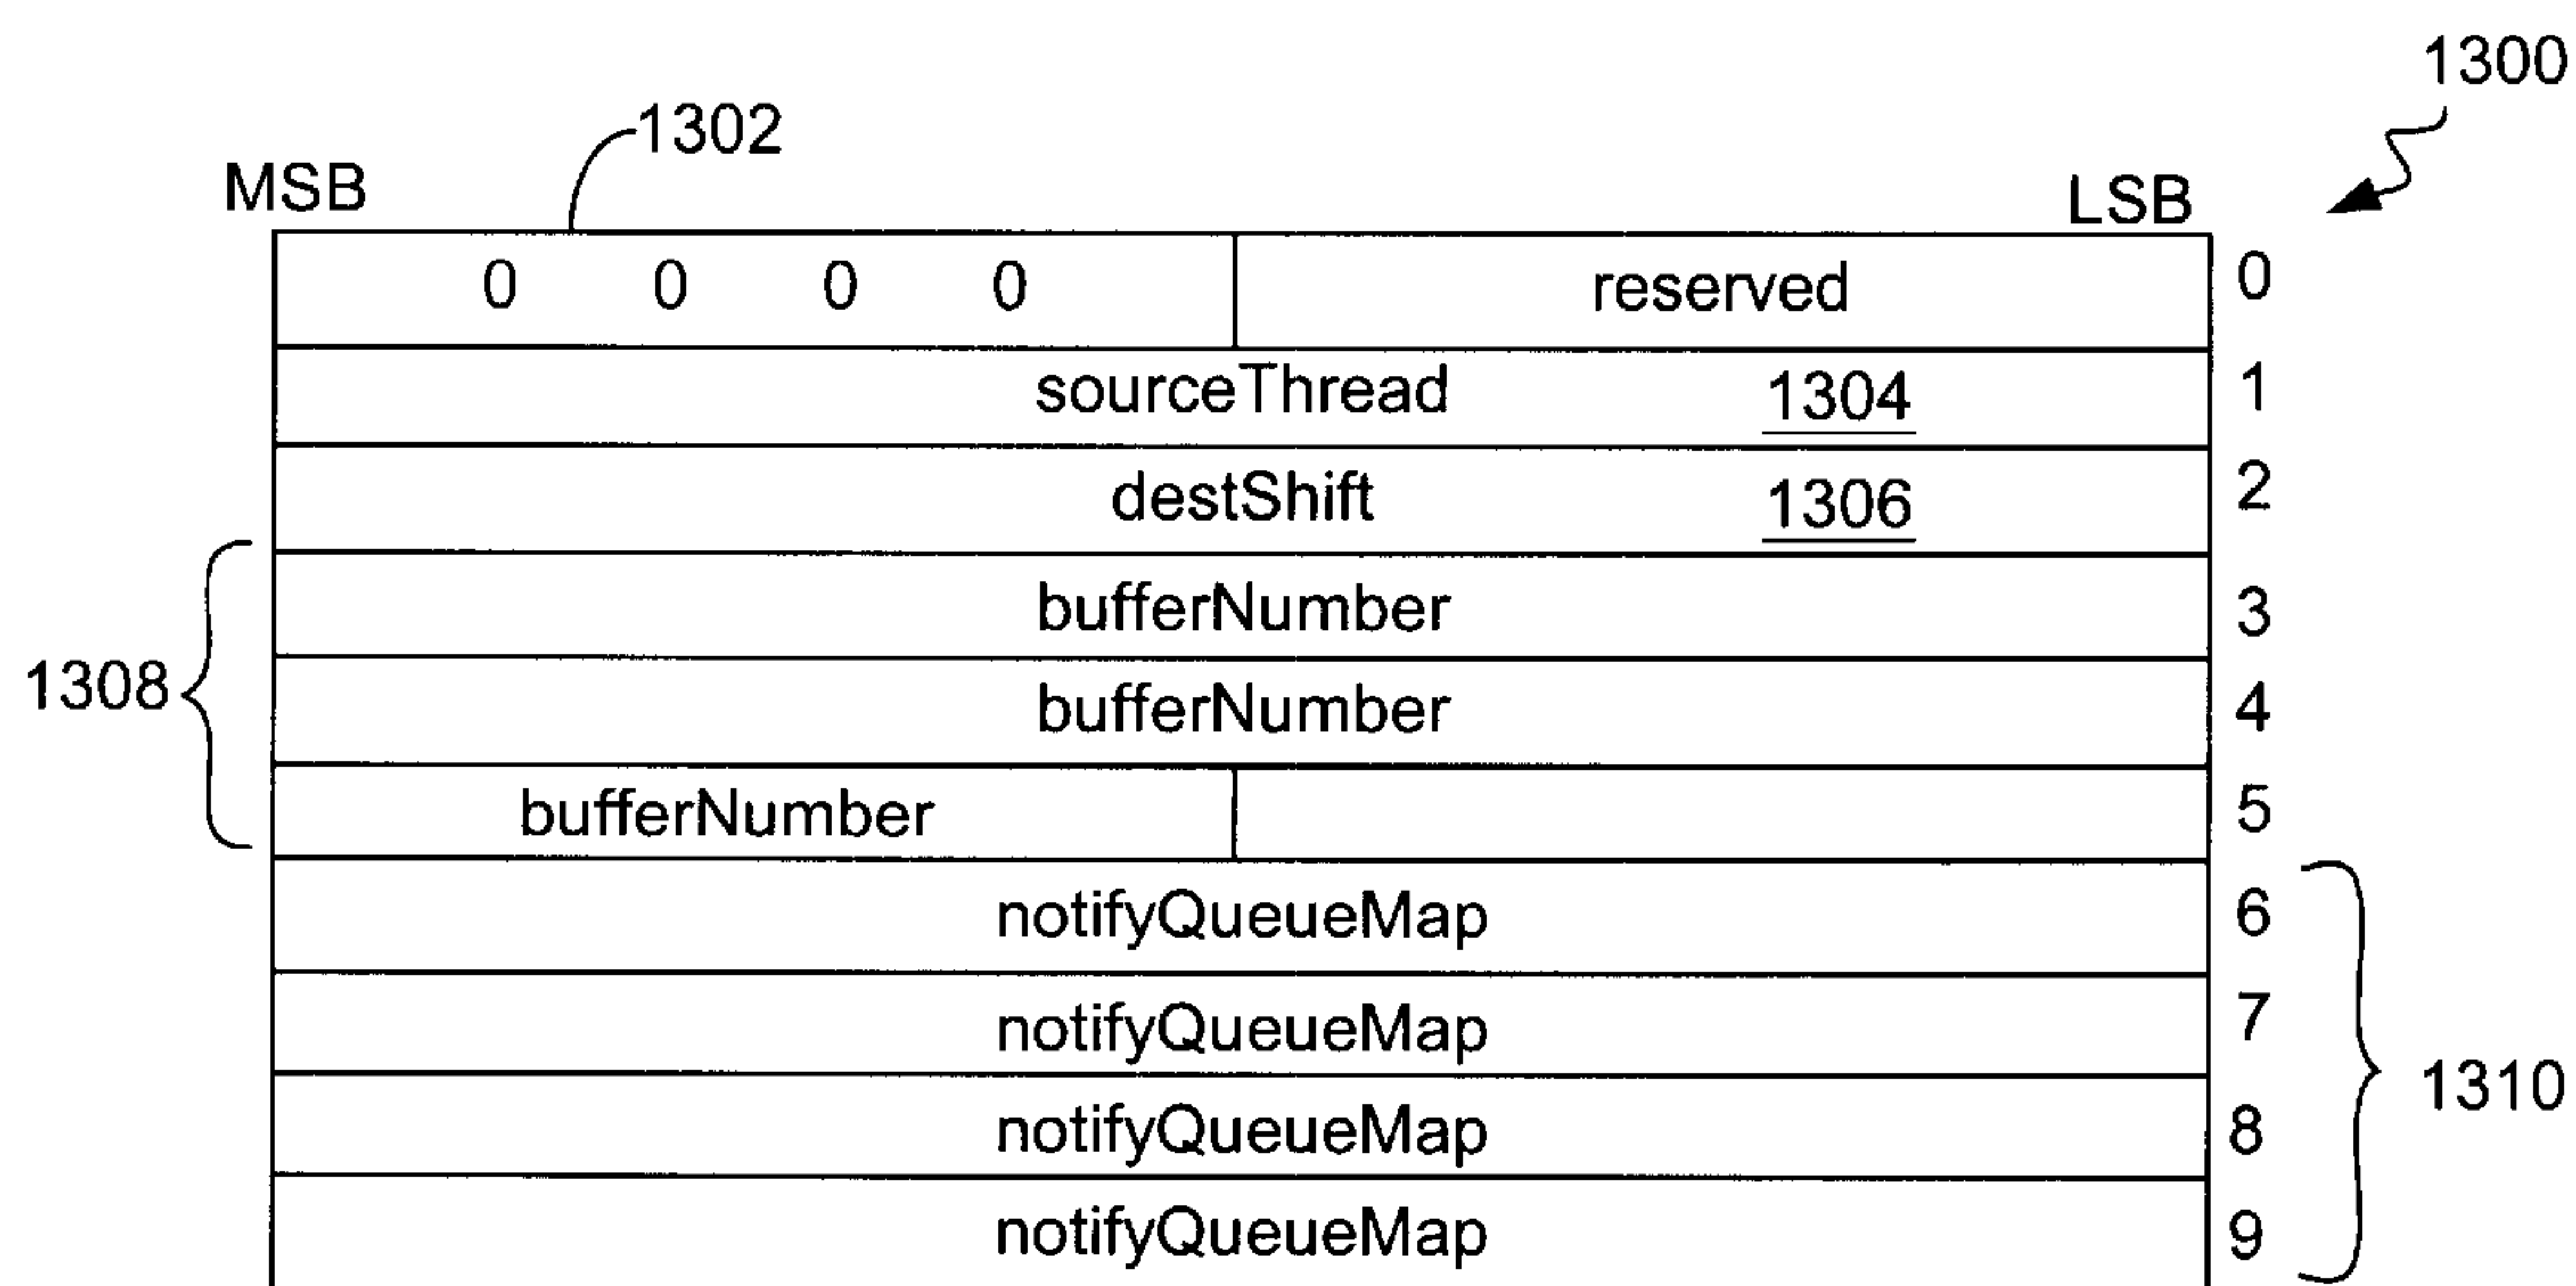 1300
1302
MSB LSB
0 0 0 0 reserved 0
sourceThread 1304 1
destShift 1306 2
bufferNumber 3
1308 bufferNumber 4
bufferNumber 5
notifyQueueMap 6
notifyQueueMap 7
1310
notifyQueueMap 8
notifyQueueMap 9